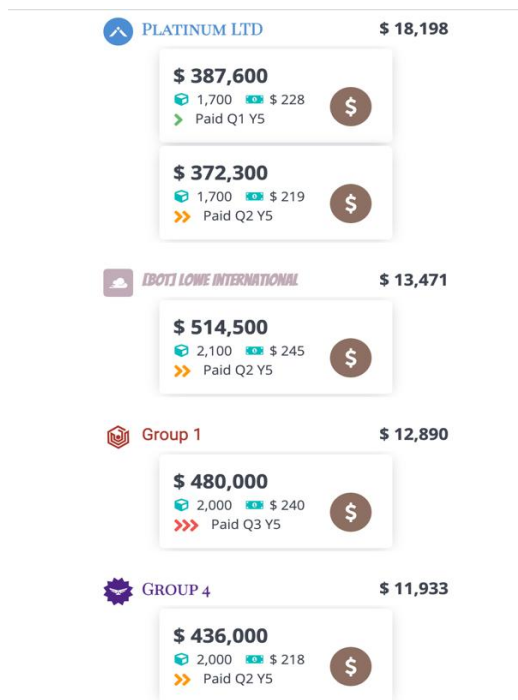 PLATINUM LTD $ 18,198
$ 387,600
1,700 $ 228
Paid Q1 Y5
$
$ 372,300
1,700 $ 219
Paid Q2 Y5
$
[BOT] LOWE INTERNATIONAL $ 13,471
$ 514,500
2,100 $ 245
Paid Q2 Y5
$
Group 1 $ 12,890
$ 480,000
2,000 $ 240
Paid Q3 Y5
$
GROUP 4 $ 11,933
$ 436,000
2,000 $ 218
Paid Q2 Y5
$